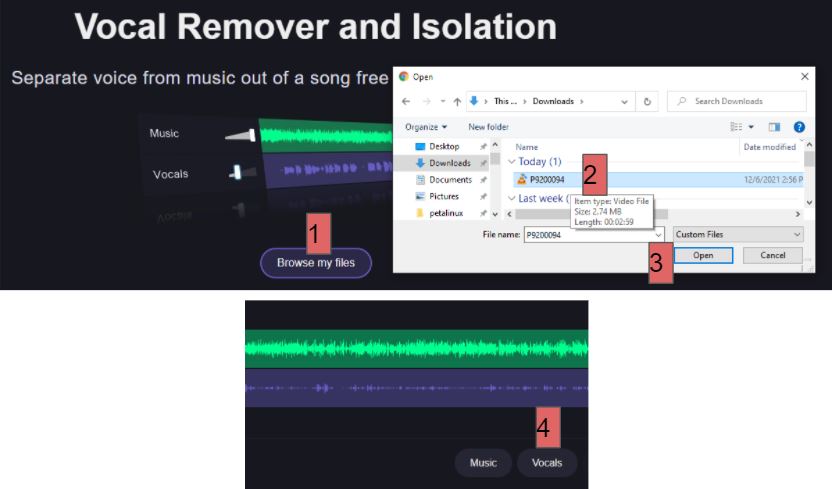 Vocal Remover and Isolation
Separate voice from music out of a song free
Music
Vocals
1
Browse my files
Open
This ... > Downloads >
Search Downloads
Organize
New folder
Desktop
Downloads
Documents
Pictures
petalinux
Name
Date modified
Today (1)
P9200094
12/6/2021 2:56 P
2
Last week (
Item type: Video File
Size: 2,74 MB
Length: 00:02:59
File name:
P9200094
Custom Files
3
Open
Cancel
4
Music
Vocals